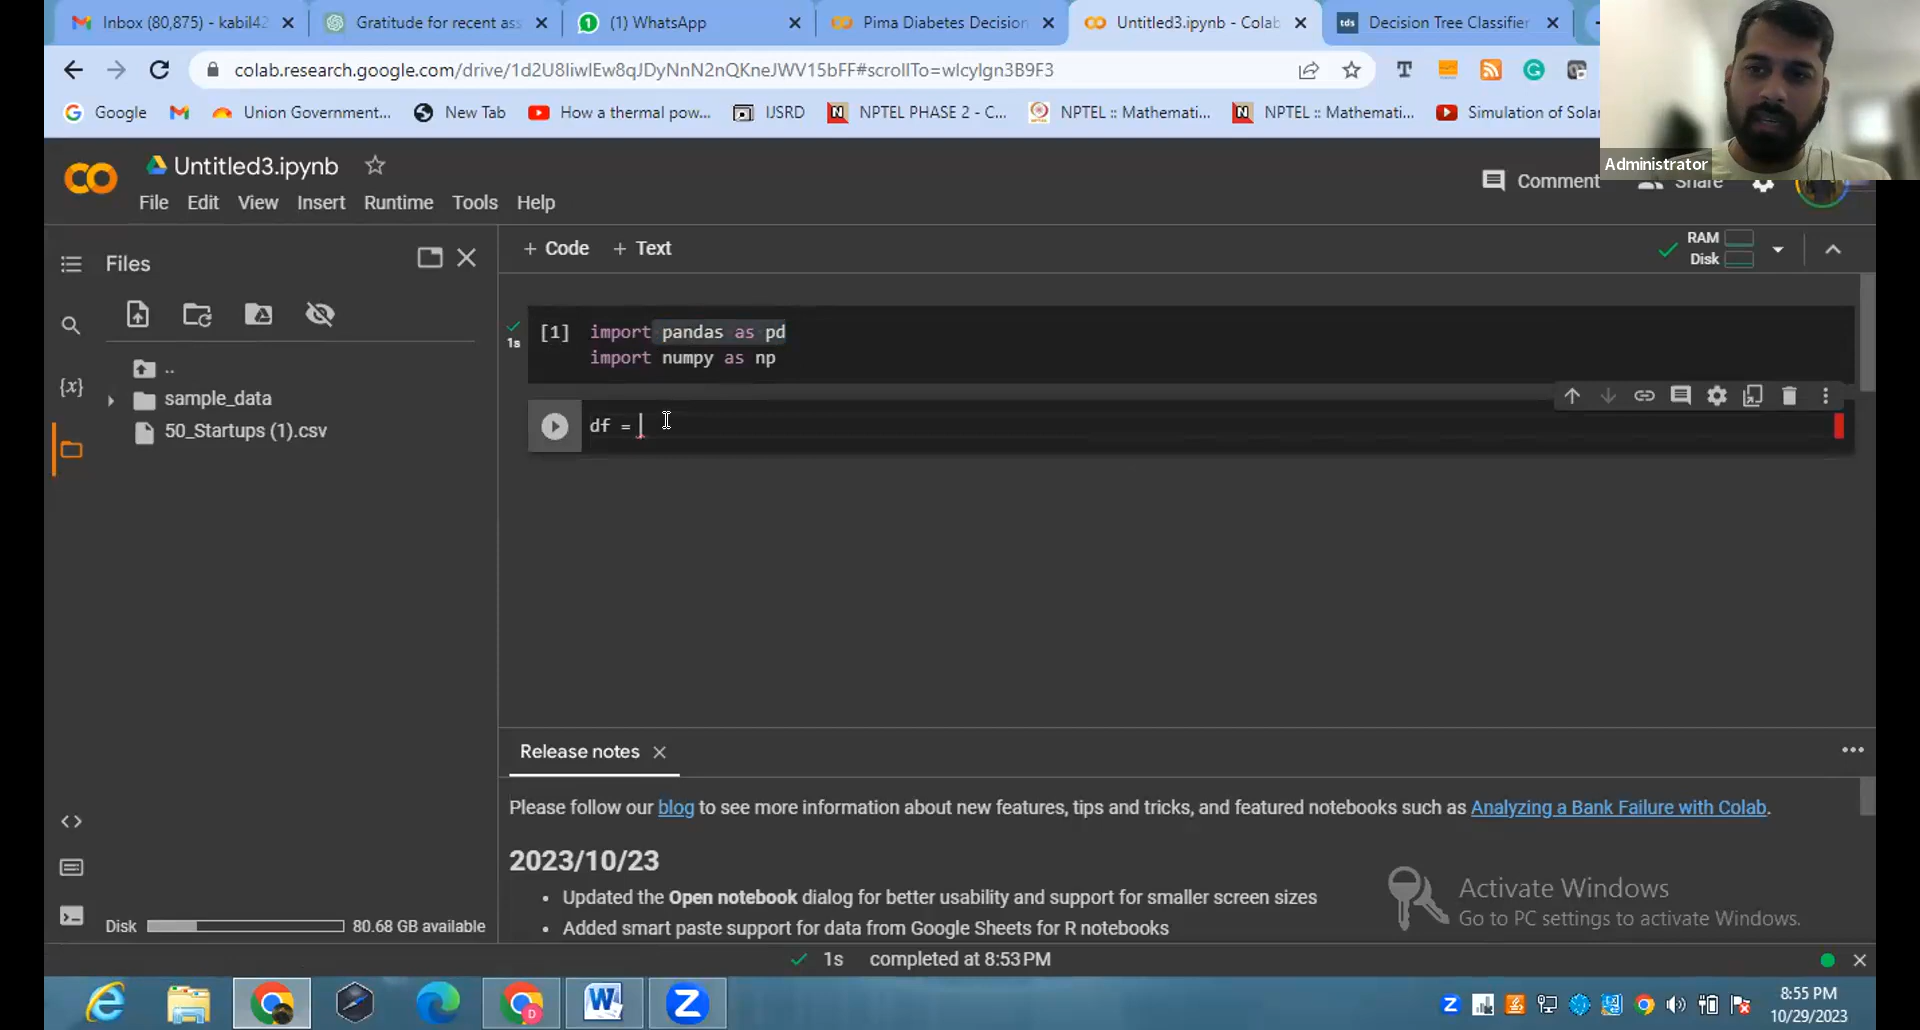 Inbox (80,875) - kabil42
Gratitude for recent ass
(1) WhatsApp
Pima Diabetes Decision
Untitled3.ipynb - Colab
tds
Decision Tree Classifier
colab.research.google.com/drive/1d2U8IiwlEw8qJDyNnN2nQKneJWV15bFF#scrollTo=wlcylgn3B9F3
Google
Union Government...
New Tab
How a thermal pow...
IJSRD
NPTEL PHASE 2 - C...
NPTEL :: Mathemati...
NPTEL :: Mathemati...
Simulation of Solar
Administrator
Untitled3.ipynb
Comment
Share
File Edit View Insert Runtime Tools Help
Files
+ Code + Text
RAM
Disk
..
sample_data
50_Startups (1).csv
1s
[1] import pandas as pd
import numpy as np
{x}
df =
Release notes
Please follow our blog to see more information about new features, tips and tricks, and featured notebooks such as Analyzing a Bank Failure with Colab.
2023/10/23
• Updated the Open notebook dialog for better usability and support for smaller screen sizes
• Added smart paste support for data from Google Sheets for R notebooks
Activate Windows
Go to PC settings to activate Windows.
Disk 80.68 GB available
1s completed at 8:53 PM
8:55 PM
10/29/2023